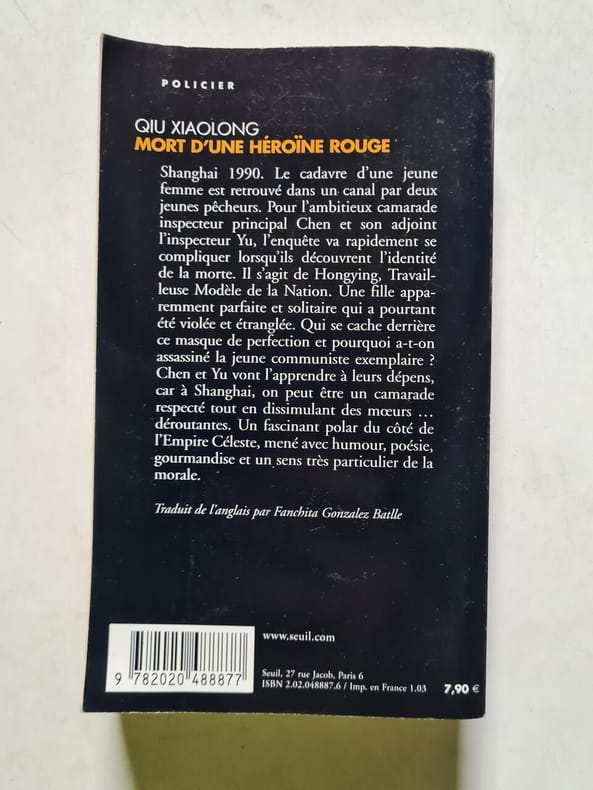 POLICIER
QIU XIAOLONG
MORT D'UNE HÉROÏNE ROUGE
Shanghai 1990. Le cadavre d'une jeune
femme est retrouvé dans un canal par deux
jeunes pêcheurs. Pour l'ambitieux camarade
inspecteur principal Chen et son adjoint
l'inspecteur Yu, l'enquête va rapidement se
compliquer lorsqu'ils découvrent l'identité
de la morte. Il s'agit de Hongying, Travail-
leuse Modèle de la Nation. Une fille appa-
remment parfaite et solitaire qui a pourtant
été violée et étranglée. Qui se cache derrière
ce masque de perfection et pourquoi a-t-on
assassiné la jeune communiste exemplaire ?
Chen et Yu vont l'apprendre à leurs dépens,
car à Shanghai, on peut être un camarade
respecté tout en dissimulant des mœurs ...
déroutantes. Un fascinant polar du côté de
l'Empire Céleste, mené avec humour, poésie,
gourmandise et un sens très particulier de la
morale.
Traduit de l'anglais par Fanchita Gonzalez Batlle
www.seuil.com
Seuil, 27 rue Jacob, Paris 6
ISBN 2.02.048887.6 / Imp. en France 1.03
7,90 €
9 782020 488877